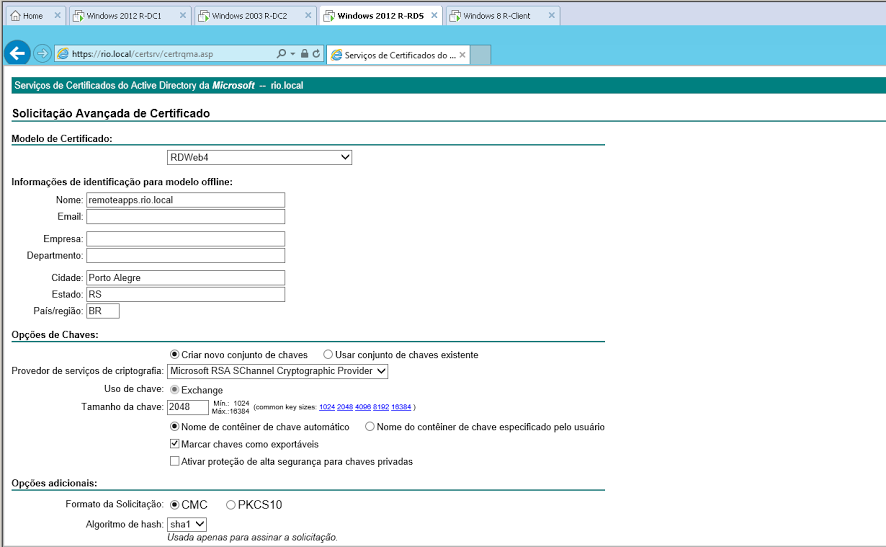 Home Windows 2012 R-DC1 Windows 2003 R-DC2 Windows 2012 R-RDS Windows 8 R-Client
https://rio.local/certsrv/certrqma.asp Serviços de Certificados do ...
Serviços de Certificados do Active Directory da Microsoft -- rio.local
Solicitação Avançada de Certificado
Modelo de Certificado:
RDWeb4
Informações de identificação para modelo offline:
Nome: remoteapps.rio.local
Email:
Empresa:
Departmento:
Cidade: Porto Alegre
Estado: RS
País/região: BR
Opções de Chaves:
Criar novo conjunto de chaves Usar conjunto de chaves existente
Provedor de serviços de criptografia: Microsoft RSA SChannel Cryptographic Provider
Uso de chave: Exchange
Tamanho da chave: 2048 Mín.: 1024 Máx.:16384 (common key sizes: 1024 2048 4096 8192 16384 )
Nome de contêiner de chave automático Nome do contêiner de chave especificado pelo usuário
Marcar chaves como exportáveis
Ativar proteção de alta segurança para chaves privadas
Opções adicionais:
Formato da Solicitação: CMC PKCS10
Algoritmo de hash: sha1
Usada apenas para assinar a solicitação.